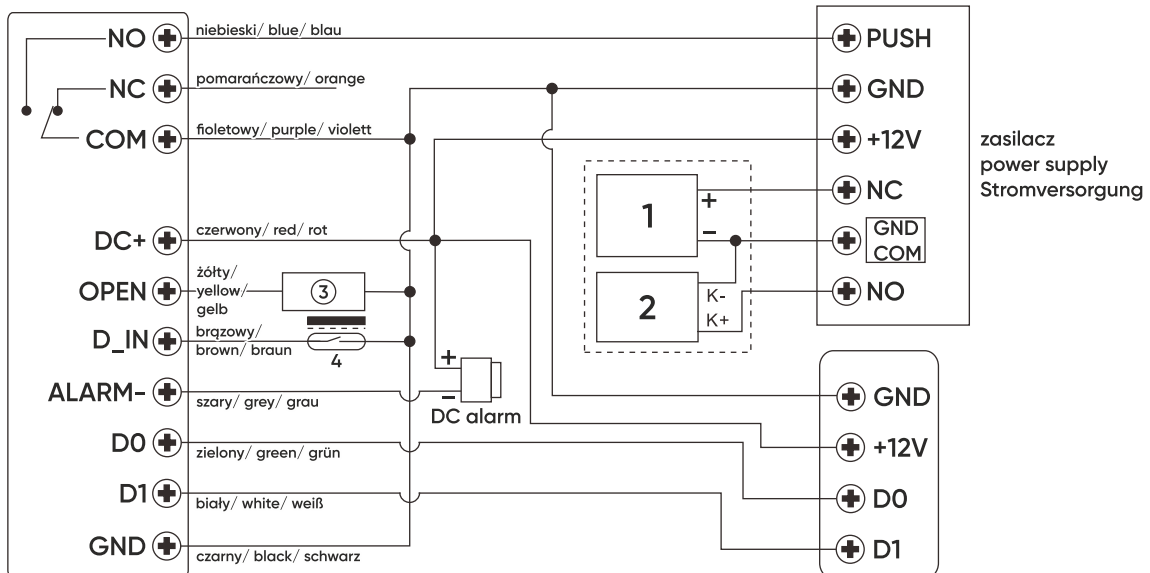 NO
niebieski/ blue/ blau
NC
pomarańczowy/ orange
COM
fioletowy/ purple/ violett
DC+
czerwony/ red/ rot
OPEN
żółty/
yellow/
gelb
3
D_IN
brązowy/
brown/ braun
4
ALARM-
szary/ grey/ grau
+
−
DC alarm
D0
zielony/ green/ grün
D1
biały/ white/ weiß
GND
czarny/ black/ schwarz
1
+
−
2
K-
K+
PUSH
GND
+12V
NC
GND
COM
NO
zasilacz
power supply
Stromversorgung
GND
+12V
D0
D1